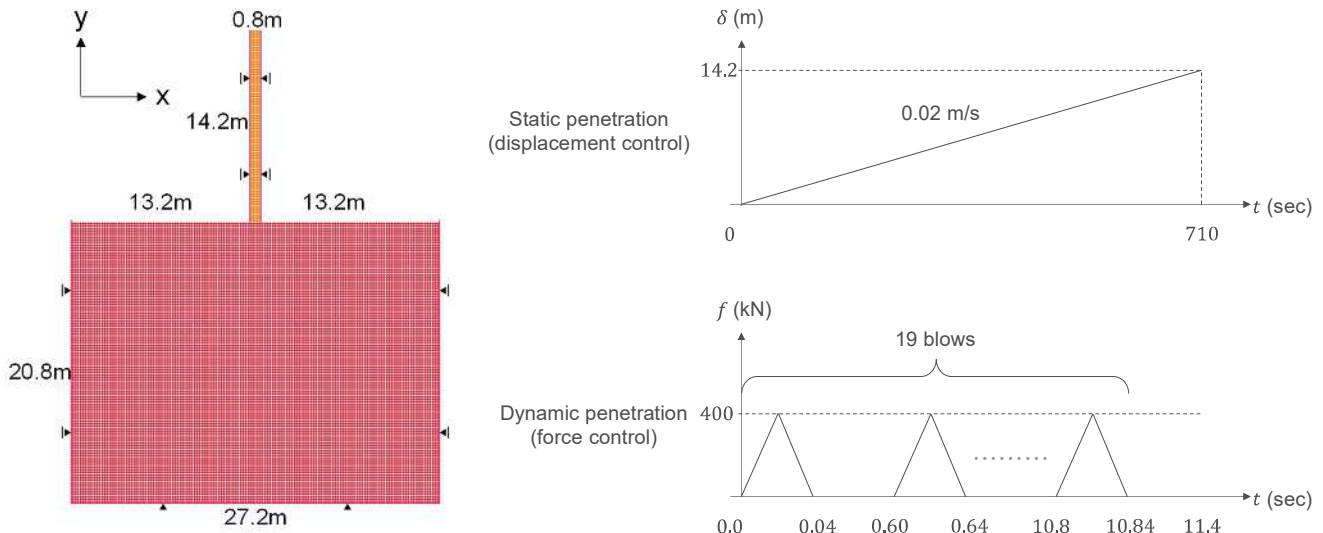 y
x
0.8m
14.2m
13.2m
13.2m
20.8m
27.2m
Static penetration
(displacement control)
δ (m)
14.2
0.02 m/s
t (sec)
0
710
Dynamic penetration
(force control)
f (kN)
19 blows
400
.........
t (sec)
0.0
0.04
0.60
0.64
10.8
10.84
11.4